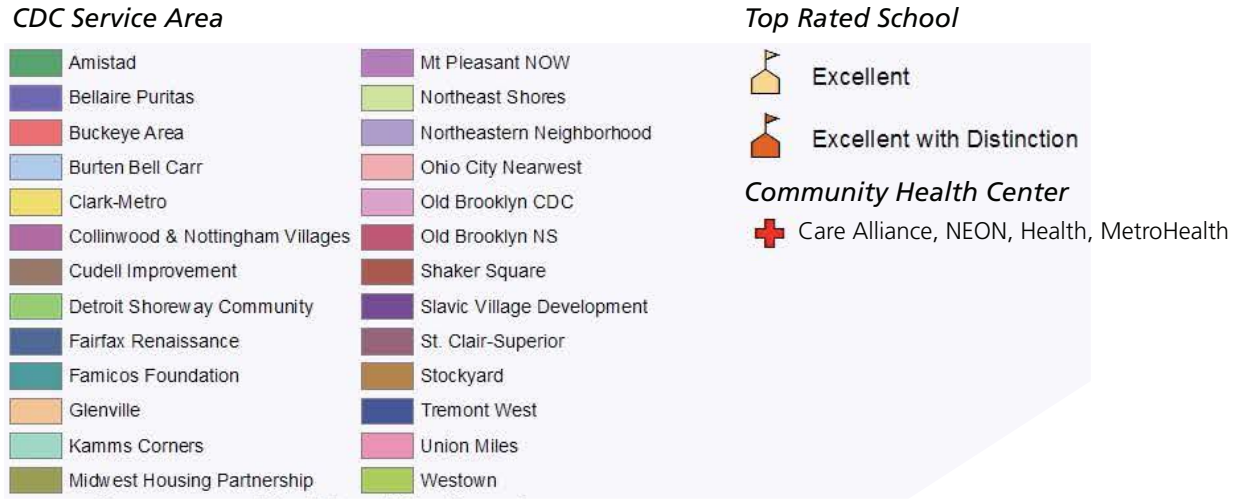 CDC Service Area
Amistad
Bellaire Puritas
Buckeye Area
Burten Bell Carr
Clark-Metro
Collinwood & Nottingham Villages
Cudell Improvement
Detroit Shoreway Community
Fairfax Renaissance
Famicos Foundation
Glenville
Kamms Corners
Midwest Housing Partnership
Mt Pleasant NOW
Northeast Shores
Northeastern Neighborhood
Ohio City Nearwest
Old Brooklyn CDC
Old Brooklyn NS
Shaker Square
Slavic Village Development
St. Clair-Superior
Stockyard
Tremont West
Union Miles
Westown
Top Rated School
Excellent
Excellent with Distinction
Community Health Center
Care Alliance, NEON, Health, MetroHealth